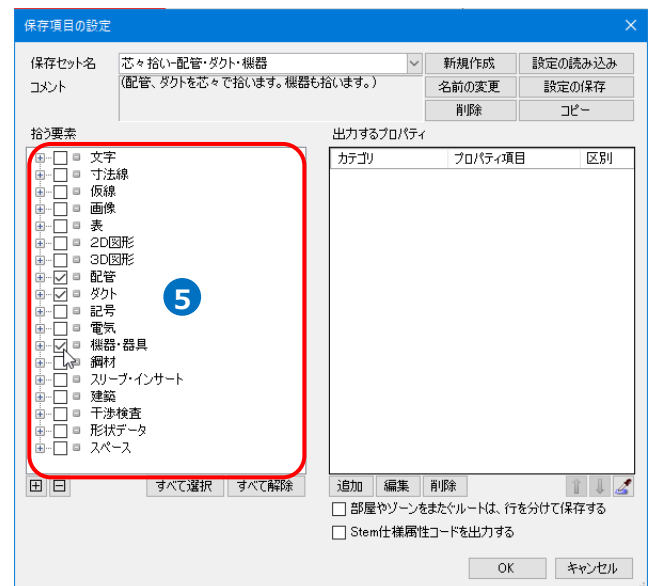 保存項目の設定
保存セット名 芯々拾い-配管・ダクト・機器 新規作成 設定の読み込み
コメント (配管、ダクトを芯々で拾います。機器も拾います。) 名前の変更 設定の保存
削除 コピー
拾う要素 出力するプロパティ
カテゴリ プロパティ項目 区別
文字
寸法線
仮線
画像
表
2D図形
3D図形
配管
ダクト
記号
電気
機器・器具
鋼材
スリーブ・インサート
建築
干渉検査
形状データ
スペース
5
すべて選択 すべて解除 追加 編集 削除
部屋やゾーンをまたぐルートは、行を分けて保存する
Stem仕様属性コードを出力する
OK キャンセル